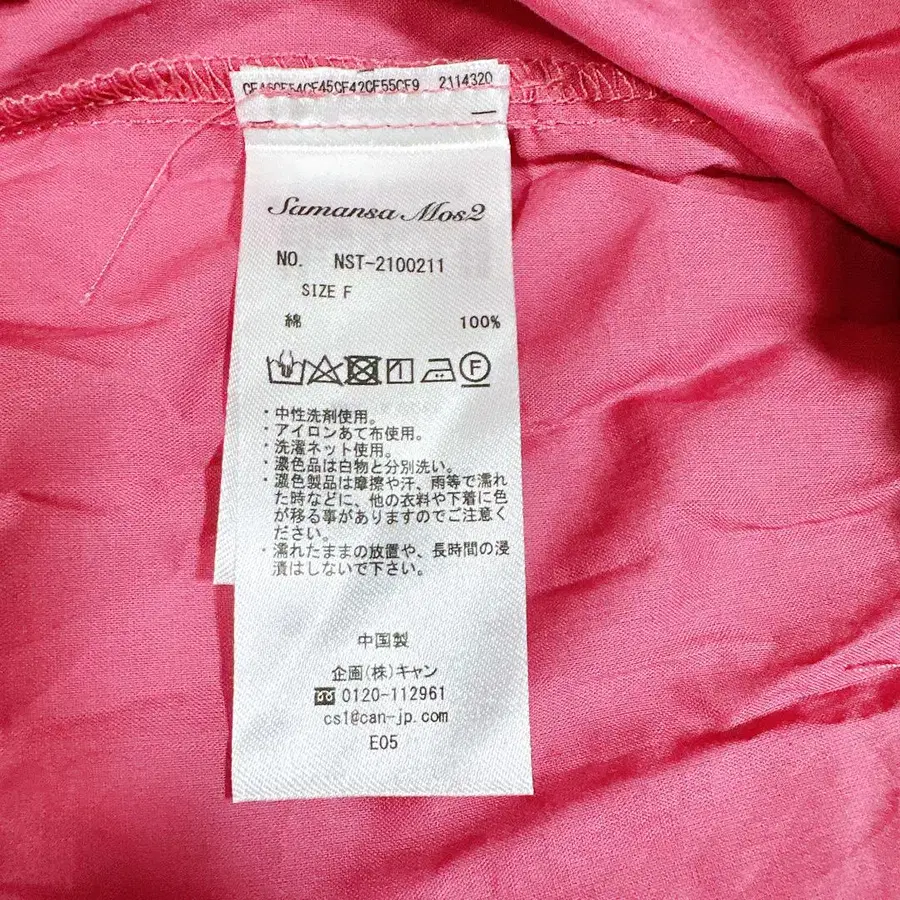 2114320
Samansa Mos2
NO. NST-2100211
SIZE F
綿 100%
F
・中性洗剤使用。
・アイロンあて布使用。
・洗濯ネット使用。
・濃色品は白物と分別洗い。
・濃色製品は摩擦や汗、雨等で濡れ
た時などに、他の衣料や下着に色
が移る事がありますのでご注意く
ださい。
・濡れたままの放置や、長時間の浸
漬はしないで下さい。
中国製
企画(株)キャン
0120-112961
cs1@can-jp.com
E05